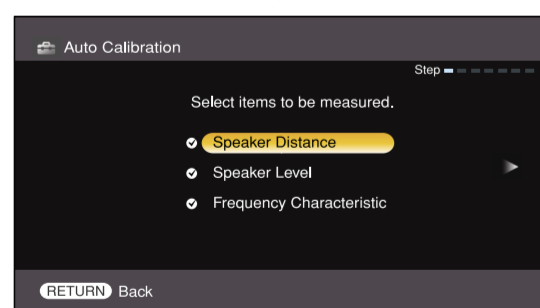 Auto Calibration
Step
Select items to be measured.
Speaker Distance
Speaker Level
Frequency Characteristic
RETURN Back